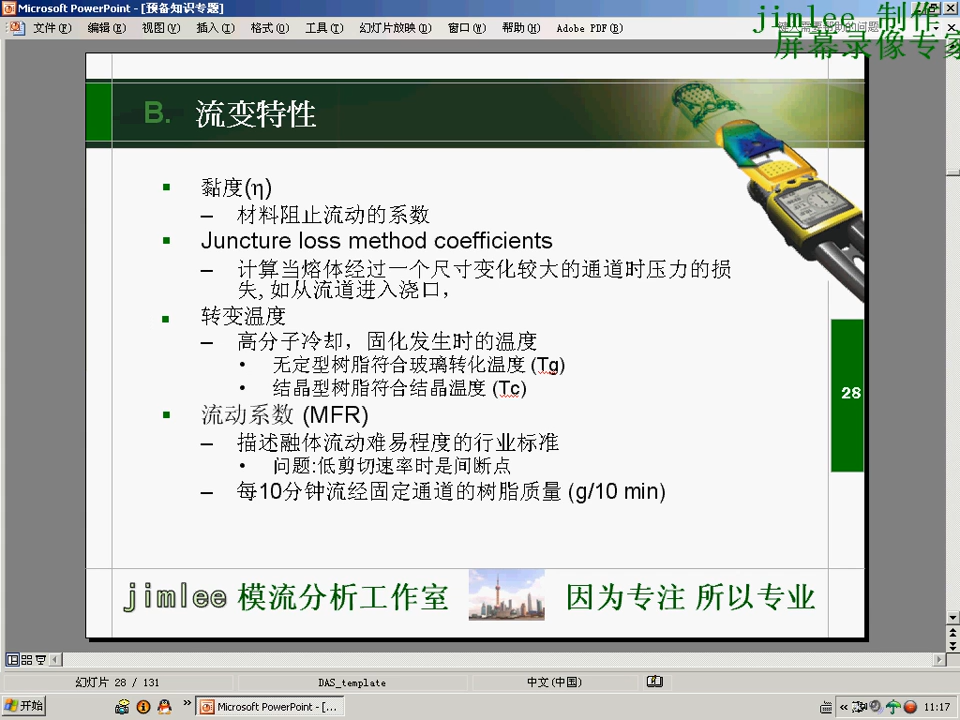 Microsoft PowerPoint - [预备知识专题]
文件(F) 编辑(E) 视图(V) 插入(I) 格式(O) 工具(T) 幻灯片放映(D) 窗口(W) 帮助(H) Adobe PDF(B)
jimlee 制作
屏幕录像专家
B. 流变特性
黏度(η)
– 材料阻止流动的系数
Juncture loss method coefficients
– 计算当熔体经过一个尺寸变化较大的通道时压力的损
失, 如从流道进入浇口,
转变温度
– 高分子冷却，固化发生时的温度
• 无定型树脂符合玻璃转化温度 (Tg)
• 结晶型树脂符合结晶温度 (Tc)
流动系数 (MFR)
– 描述融体流动难易程度的行业标准
• 问题:低剪切速率时是间断点
– 每10分钟流经固定通道的树脂质量 (g/10 min)
28
jimlee 模流分析工作室 因为专注 所以专业
幻灯片 28 / 131 DAS_template 中文(中国)
开始 Microsoft PowerPoint - [... 11:17